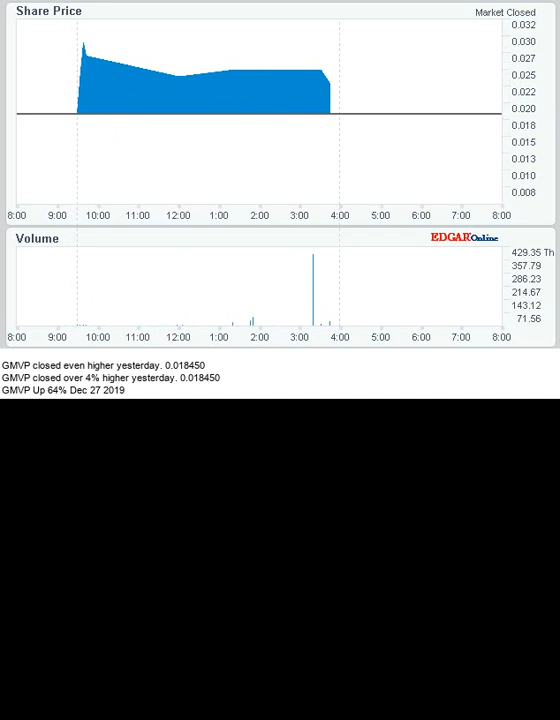 Share Price
Market Closed
0.032
0.030
0.027
0.025
0.022
0.020
0.018
0.015
0.013
0.010
0.008
8:00 9:00 10:00 11:00 12:00 1:00 2:00 3:00 4:00 5:00 6:00 7:00 8:00
Volume
EDGAR Online
429.35 Th
357.79
286.23
214.67
143.12
71.56
8:00 9:00 10:00 11:00 12:00 1:00 2:00 3:00 4:00 5:00 6:00 7:00 8:00
GMVP closed even higher yesterday. 0.018450
GMVP closed over 4% higher yesterday. 0.018450
GMVP Up 64% Dec 27 2019